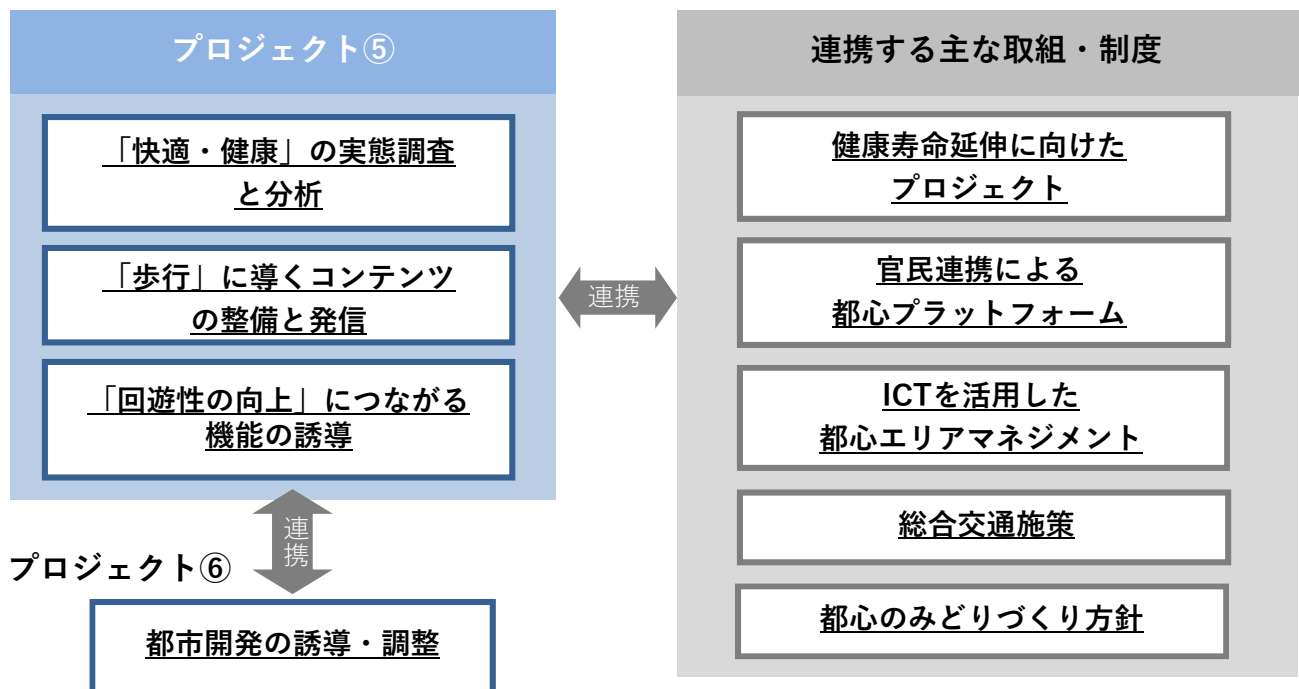 プロジェクト⑤
「快適・健康」の実態調査
と分析
「歩行」に導くコンテンツ
の整備と発信
「回遊性の向上」につながる
機能の誘導
連携
プロジェクト⑥
都市開発の誘導・調整
連携
連携する主な取組・制度
健康寿命延伸に向けた
プロジェクト
官民連携による
都心プラットフォーム
ICTを活用した
都心エリアマネジメント
総合交通施策
都心のみどりづくり方針